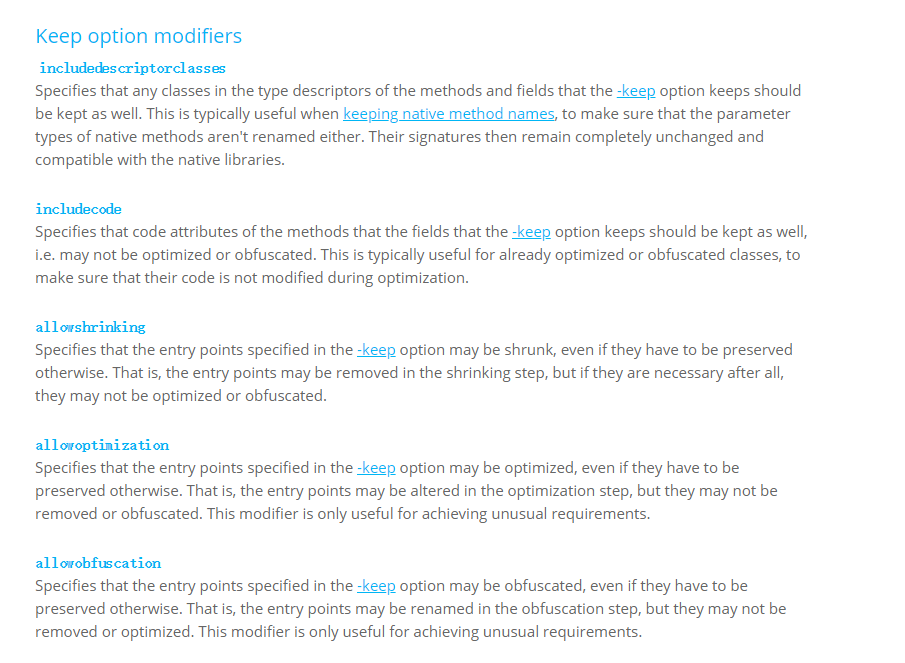 Keep option modifiers
includedescriptorclasses
Specifies that any classes in the type descriptors of the methods and fields that the -keep option keeps should
be kept as well. This is typically useful when keeping native method names, to make sure that the parameter
types of native methods aren't renamed either. Their signatures then remain completely unchanged and
compatible with the native libraries.
includecode
Specifies that code attributes of the methods that the fields that the -keep option keeps should be kept as well,
i.e. may not be optimized or obfuscated. This is typically useful for already optimized or obfuscated classes, to
make sure that their code is not modified during optimization.
allowshrinking
Specifies that the entry points specified in the -keep option may be shrunk, even if they have to be preserved
otherwise. That is, the entry points may be removed in the shrinking step, but if they are necessary after all,
they may not be optimized or obfuscated.
allowoptimization
Specifies that the entry points specified in the -keep option may be optimized, even if they have to be
preserved otherwise. That is, the entry points may be altered in the optimization step, but they may not be
removed or obfuscated. This modifier is only useful for achieving unusual requirements.
allowobfuscation
Specifies that the entry points specified in the -keep option may be obfuscated, even if they have to be
preserved otherwise. That is, the entry points may be renamed in the obfuscation step, but they may not be
removed or optimized. This modifier is only useful for achieving unusual requirements.